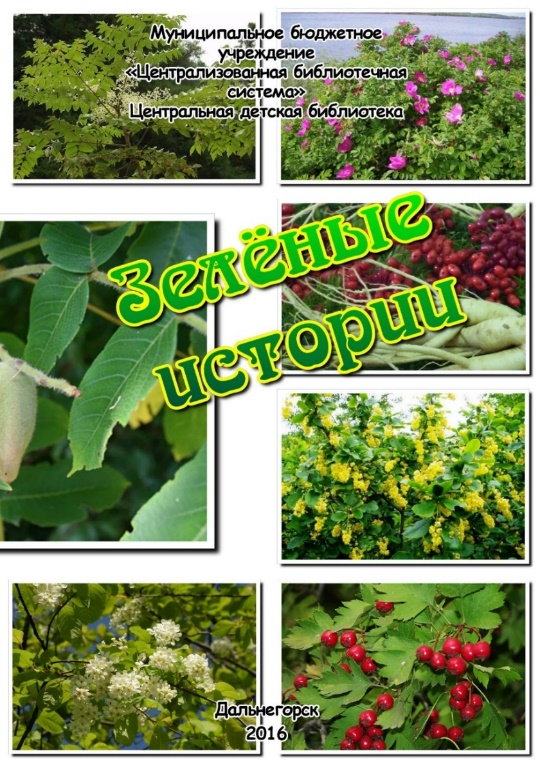 Муниципальное бюджетное
учреждение
«Централизованная библиотечная
система»
Центральная детская библиотека
Зелёные
истории
Дальнегорск
2016